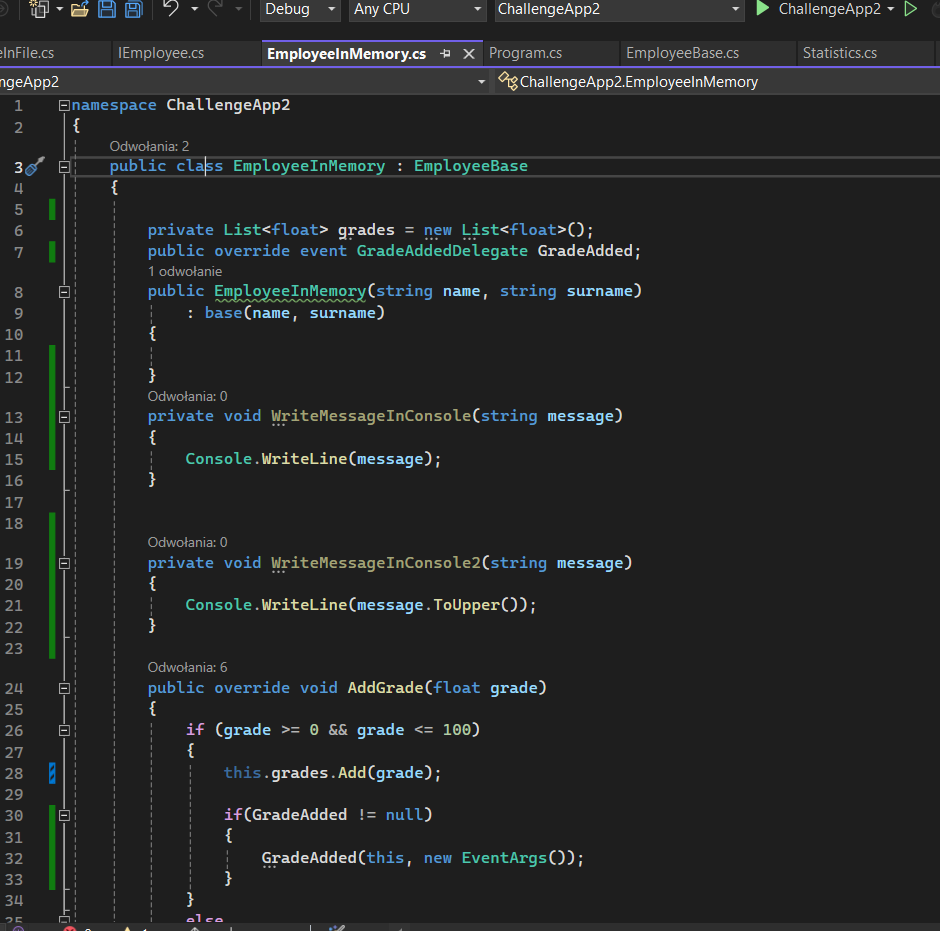 Debug Any CPU ChallengeApp2 ChallengeApp2
eInFile.cs IEmployee.cs EmployeeInMemory.cs Program.cs EmployeeBase.cs Statistics.cs
ngeApp2 ChallengeApp2.EmployeeInMemory
1 namespace ChallengeApp2
2 {
Odwołania: 2
3 public class EmployeeInMemory : EmployeeBase
4 {
5
6 private List<float> grades = new List<float>();
7 public override event GradeAddedDelegate GradeAdded;
1 odwołanie
8 public EmployeeInMemory(string name, string surname)
9 : base(name, surname)
10 {
11
12 }
Odwołania: 0
13 private void WriteMessageInConsole(string message)
14 {
15 Console.WriteLine(message);
16 }
17
18
Odwołania: 0
19 private void WriteMessageInConsole2(string message)
20 {
21 Console.WriteLine(message.ToUpper());
22 }
23
Odwołania: 6
24 public override void AddGrade(float grade)
25 {
26 if (grade >= 0 && grade <= 100)
27 {
28 this.grades.Add(grade);
29
30 if(GradeAdded != null)
31 {
32 GradeAdded(this, new EventArgs());
33 }
34 }
35 else